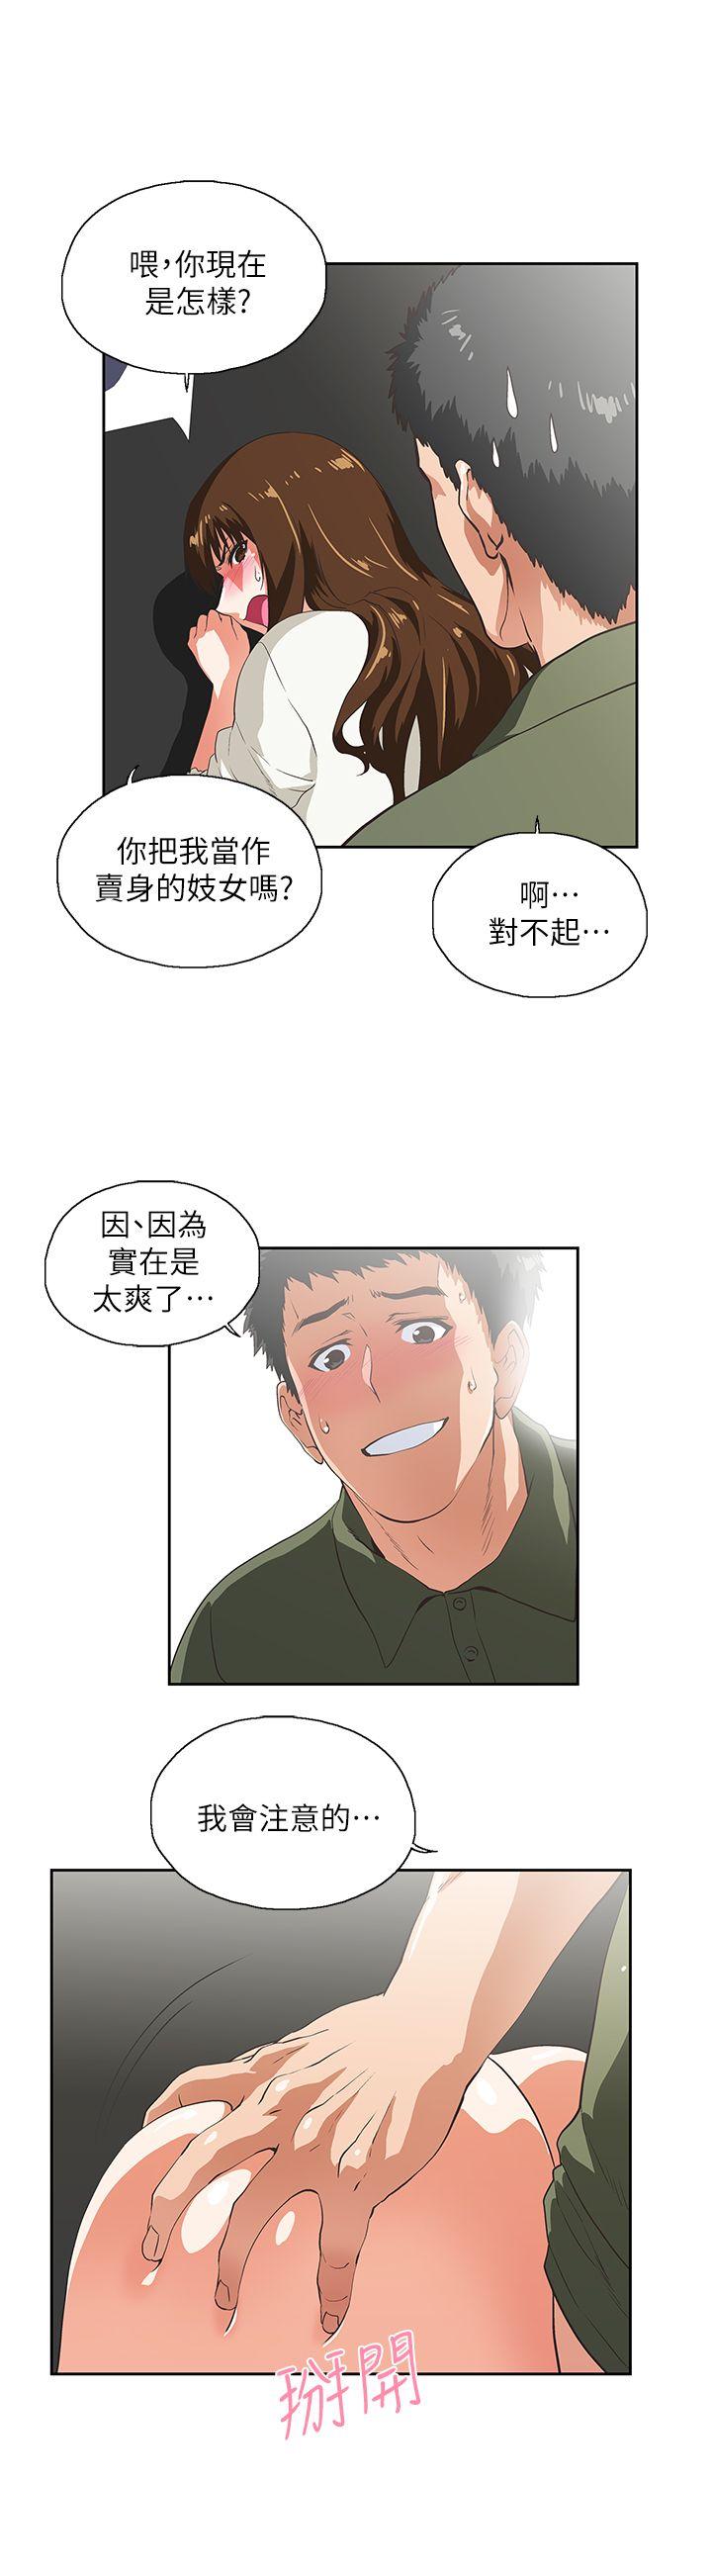 喂，你現在
是怎樣？
你把我當作
賣身的妓女嗎？
啊⋯
對不起⋯
因、因為
實在是
太爽了⋯
我會注意的⋯
掰開